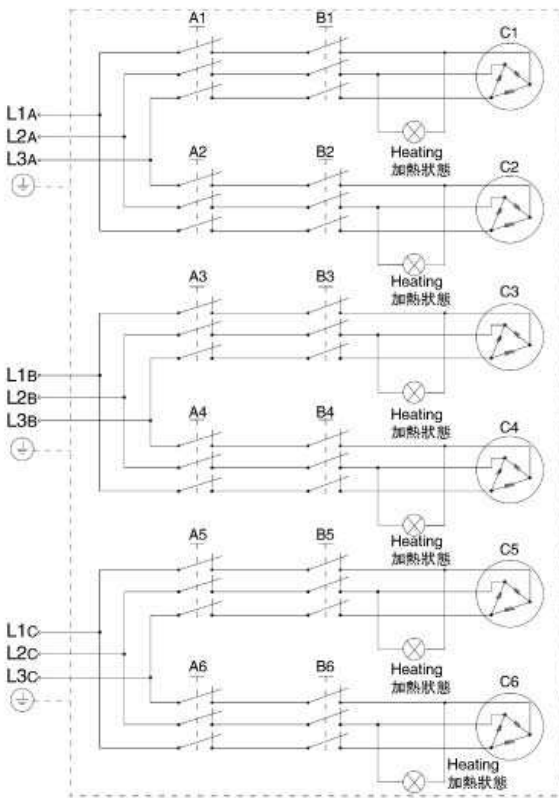 A1 B1 C1
L1A
L2A
L3A
Heating
加熱狀態
A2 B2 C2
Heating
加熱狀態
A3 B3 C3
L1B
L2B
L3B
Heating
加熱狀態
A4 B4 C4
Heating
加熱狀態
A5 B5 C5
L1C
L2C
L3C
Heating
加熱狀態
A6 B6 C6
Heating
加熱狀態